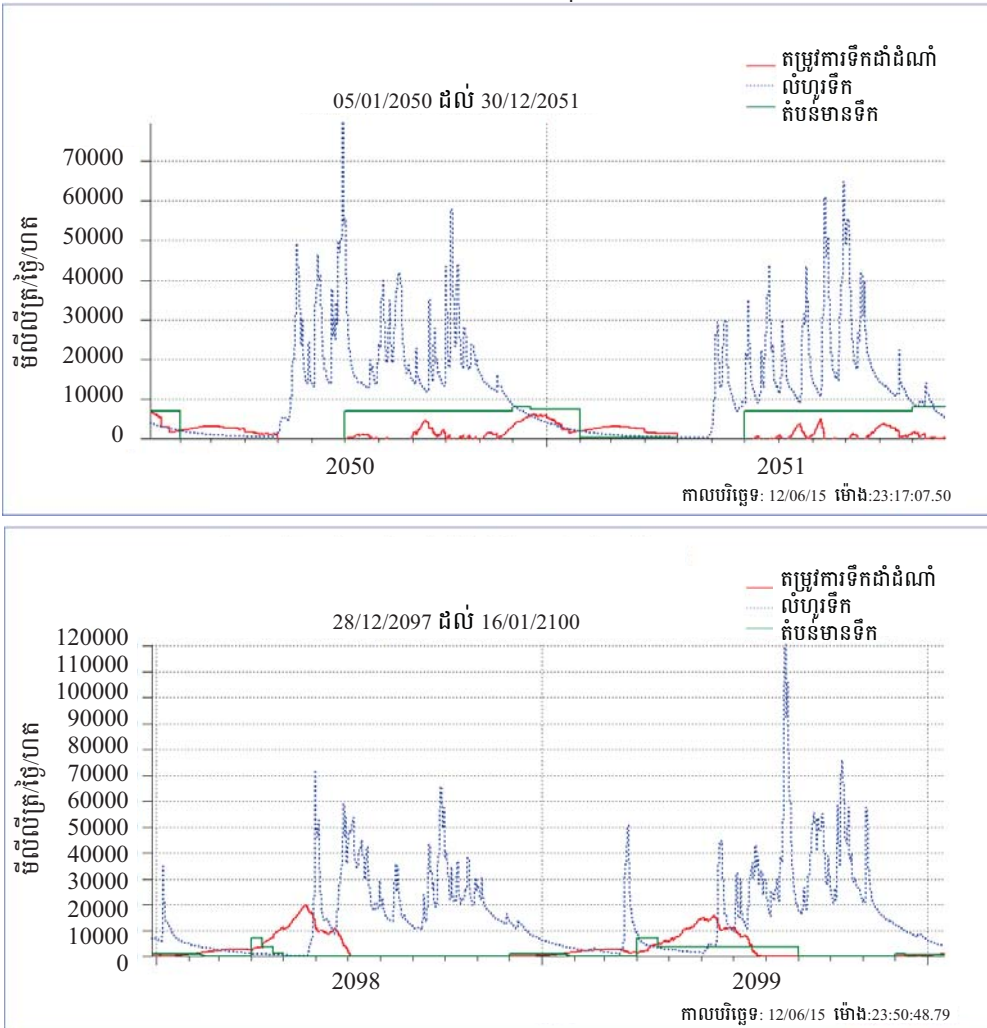 តម្រូវការទឹកដាំដំណាំ
លំហូរទឹក
តំបន់មានទឹក
05/01/2050 ដល់ 30/12/2051
70000
60000
50000
40000
30000
20000
10000
0
មីលីលីត្រ/ថ្ងៃ/ហត
2050 2051
កាលបរិច្ឆេទ: 12/06/15 ម៉ោង:23:17:07.50
តម្រូវការទឹកដាំដំណាំ
លំហូរទឹក
តំបន់មានទឹក
28/12/2097 ដល់ 16/01/2100
120000
100000
90000
80000
70000
60000
50000
40000
30000
20000
10000
0
មីលីលីត្រ/ថ្ងៃ/ហត
2098 2099
កាលបរិច្ឆេទ: 12/06/15 ម៉ោង:23:50:48.79